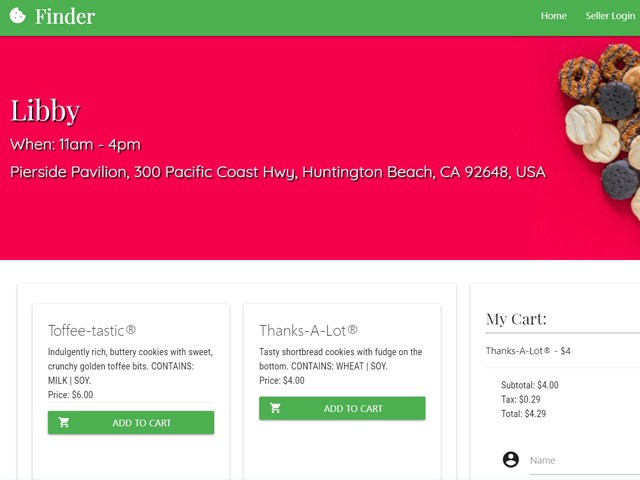 Finder
Home
Seller Login
Libby
When: 11am - 4pm
Pierside Pavilion, 300 Pacific Coast Hwy, Huntington Beach, CA 92648, USA
Toffee-tastic®
Indulgently rich, buttery cookies with sweet,
crunchy golden toffee bits. CONTAINS:
MILK | SOY.
Price: $6.00
ADD TO CART
Thanks-A-Lot®
Tasty shortbread cookies with fudge on the
bottom. CONTAINS: WHEAT | SOY.
Price: $4.00
ADD TO CART
My Cart:
Thanks-A-Lot® - $4
Subtotal: $4.00
Tax: $0.29
Total: $4.29
Name